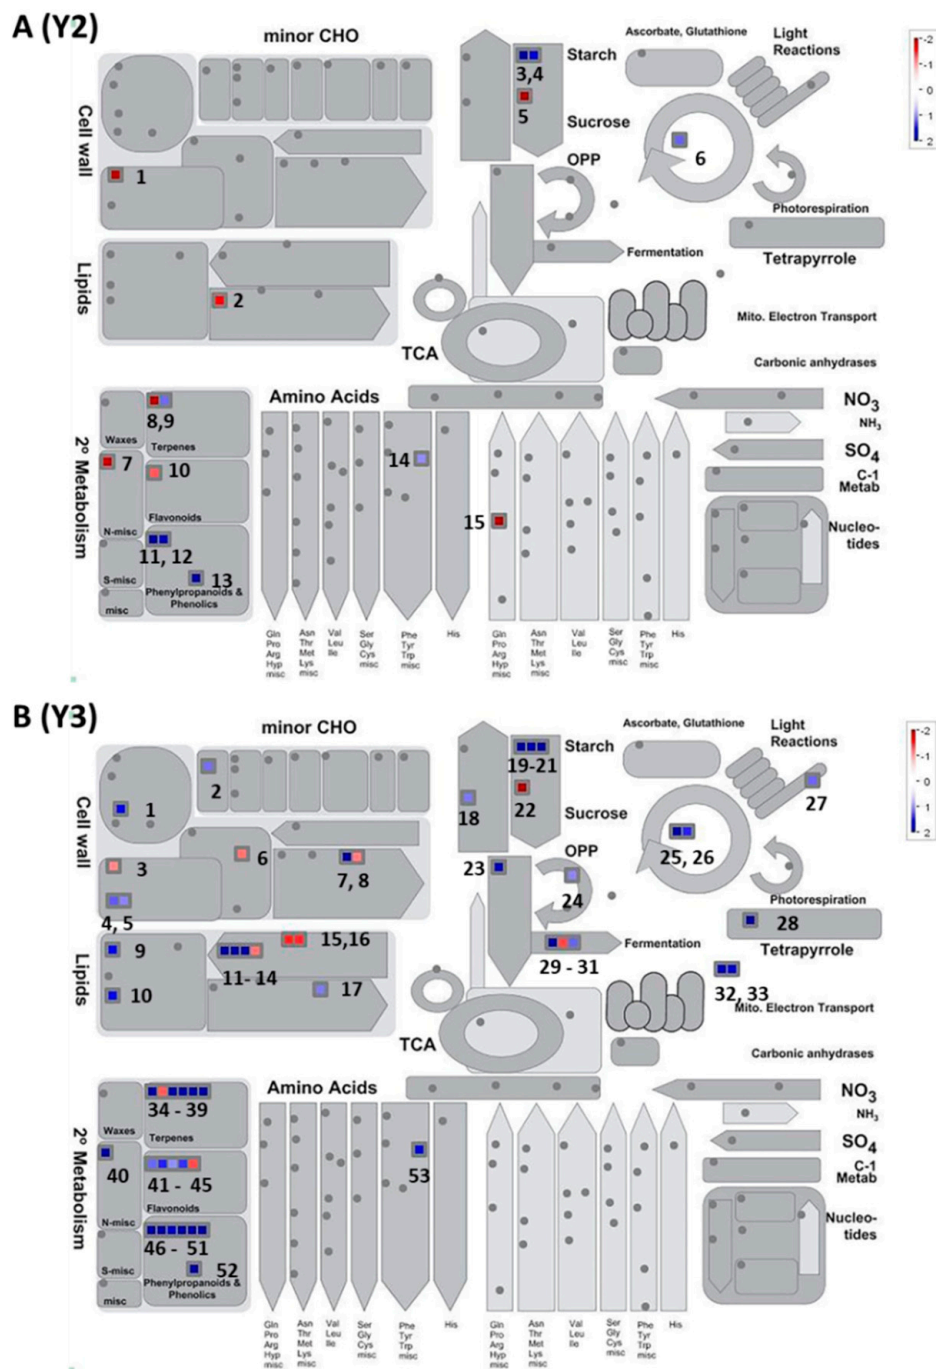 A (Y2)
minor CHO
Ascorbate, Glutathione
Light
Reactions
-2
-1
0
1
2
Starch
3,4
5
Sucrose
Cell wall
1
6
OPP
Photorespiration
Tetrapyrrole
Fermentation
Lipids
2
Mito. Electron Transport
TCA
Carbonic anhydrases
Amino Acids
NO3
NH3
SO4
C-1
Metab
Nucleo-
tides
2º Metabolism
8,9
Waxes
Terpenes
7
10
Flavonoids
N-misc
11, 12
S-misc
13
Phenylpropanoids &
Phenolics
misc
14
15
Gln
Pro
Arg
Hyp
misc
Asn
Thr
Met
Lys
misc
Val
Leu
Ile
Ser
Gly
Cys
misc
Phe
Tyr
Trp
misc
His
Gln
Pro
Arg
Hyp
misc
Asn
Thr
Met
Lys
misc
Val
Leu
Ile
Ser
Gly
Cys
misc
Phe
Tyr
Trp
misc
His
B (Y3)
minor CHO
Ascorbate, Glutathione
Light
Reactions
-2
-1
0
1
2
Starch
19-21
22
Sucrose
18
27
Cell wall
1
2
3
4, 5
6
7, 8
23
OPP
24
25, 26
Photorespiration
28
Tetrapyrrole
Fermentation
29 - 31
Lipids
9
10
11- 14
15,16
17
32, 33
Mito. Electron Transport
TCA
Carbonic anhydrases
Amino Acids
NO3
NH3
SO4
C-1
Metab
Nucleo-
tides
2º Metabolism
34 - 39
Waxes
Terpenes
40
41 - 45
Flavonoids
N-misc
46 - 51
S-misc
52
Phenylpropanoids &
Phenolics
misc
53
Gln
Pro
Arg
Hyp
misc
Asn
Thr
Met
Lys
misc
Val
Leu
Ile
Ser
Gly
Cys
misc
Phe
Tyr
Trp
misc
His
Gln
Pro
Arg
Hyp
misc
Asn
Thr
Met
Lys
misc
Val
Leu
Ile
Ser
Gly
Cys
misc
Phe
Tyr
Trp
misc
His